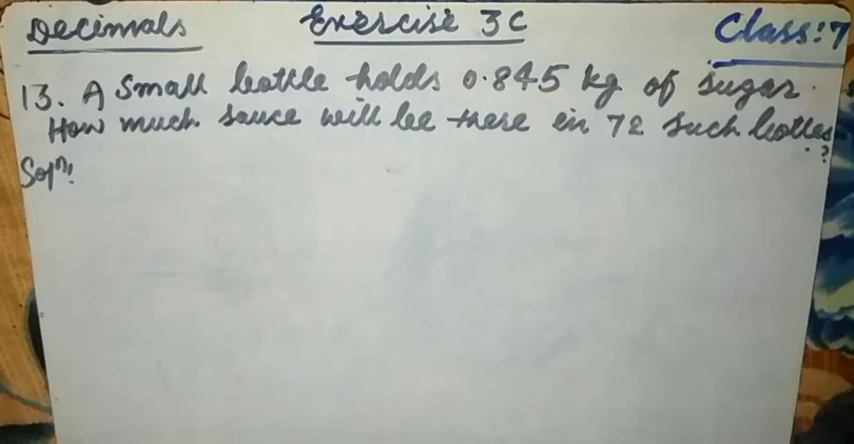 Decimals Exercise 3C Class:7
13. A small bottle holds 0.845 kg of sugar.
How much sauce will be there in 72 such bottles
?
Solⁿ: